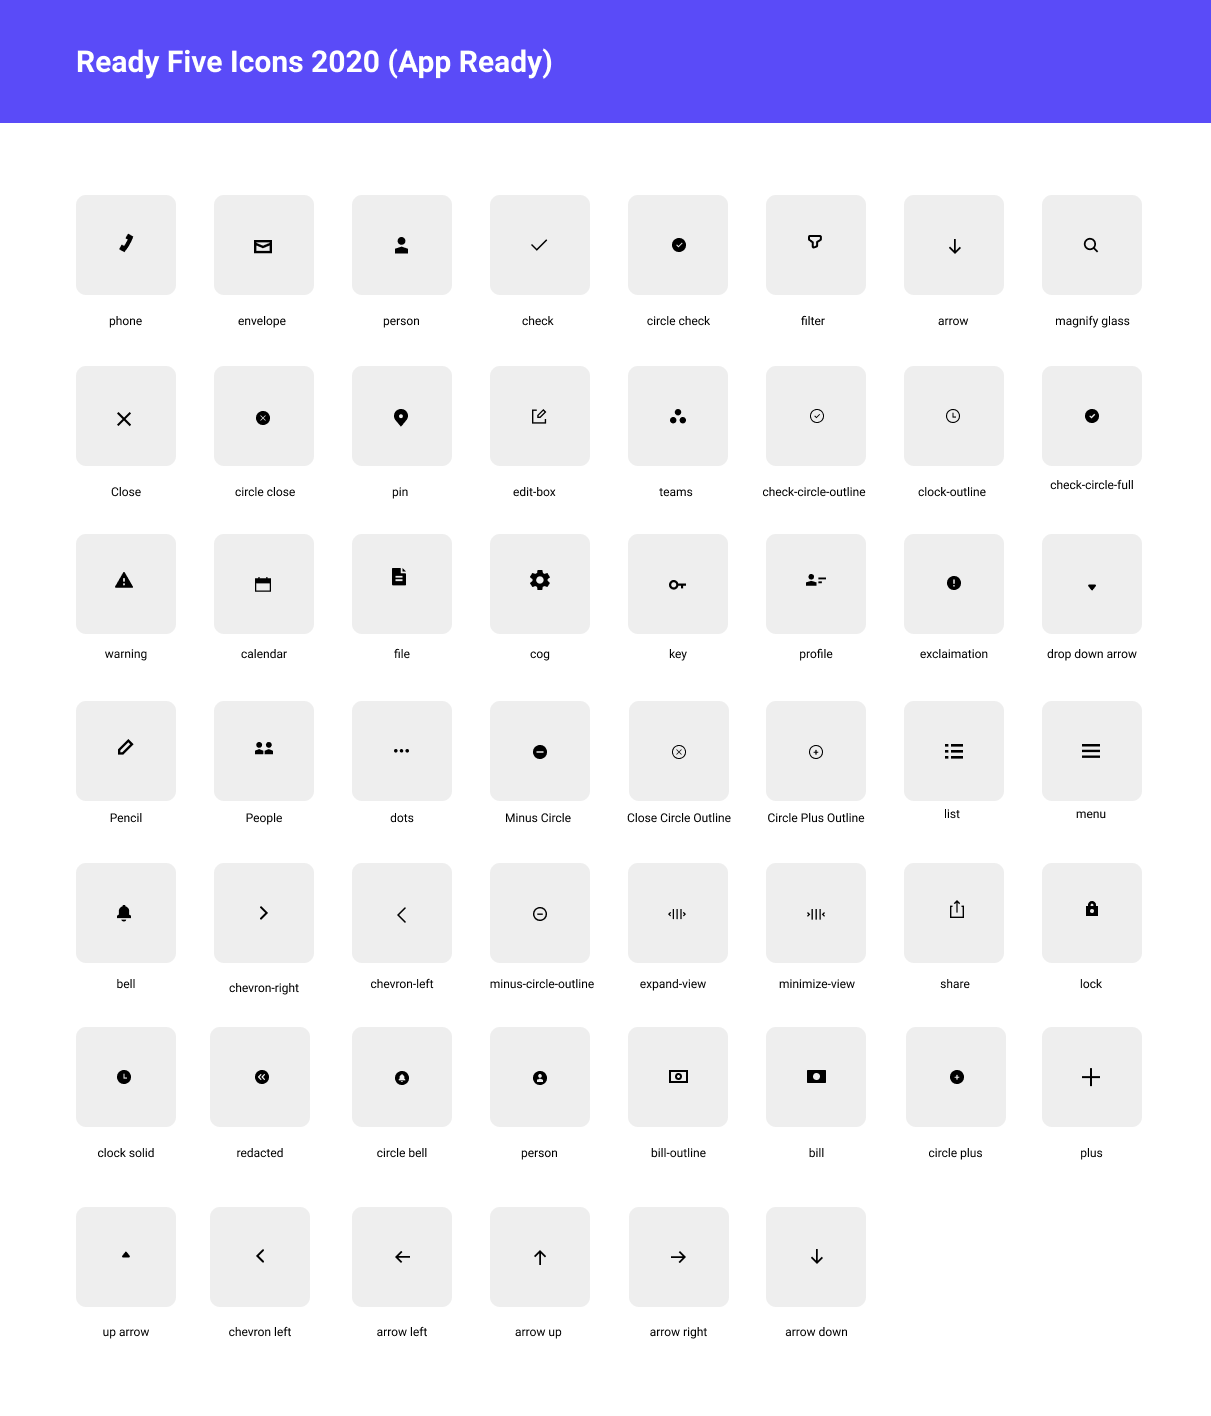 Ready Five Icons 2020 (App Ready)
phone
envelope
person
check
circle check
filter
arrow
magnify glass
Close
circle close
pin
edit-box
teams
check-circle-outline
clock-outline
check-circle-full
warning
calendar
file
cog
key
profile
exclaimation
drop down arrow
Pencil
People
dots
Minus Circle
Close Circle Outline
Circle Plus Outline
list
menu
bell
chevron-right
chevron-left
minus-circle-outline
expand-view
minimize-view
share
lock
clock solid
redacted
circle bell
person
bill-outline
bill
circle plus
plus
up arrow
chevron left
arrow left
arrow up
arrow right
arrow down